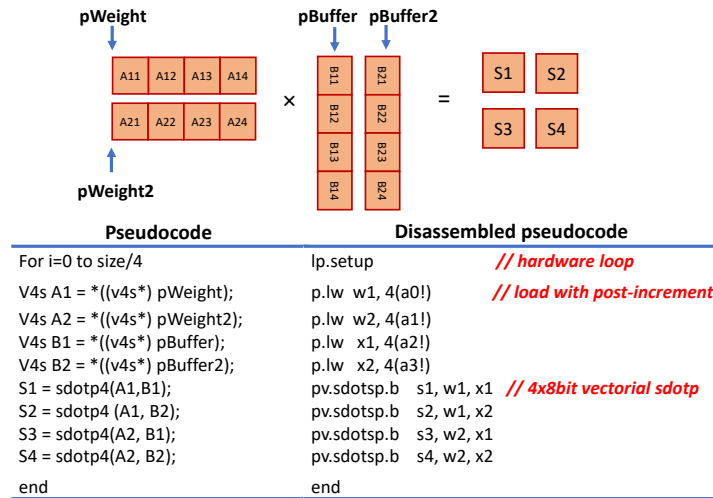 pWeight
pBuffer pBuffer2
A11 A12 A13 A14
A21 A22 A23 A24
pWeight2
×
B11
B12
B13
B14
B21
B22
B23
B24
=
S1 S2
S3 S4
Pseudocode Disassembled pseudocode
For i=0 to size/4 lp.setup // hardware loop
V4s A1 = *((v4s*) pWeight); p.lw w1, 4(a0!) // load with post-increment
V4s A2 = *((v4s*) pWeight2); p.lw w2, 4(a1!)
V4s B1 = *((v4s*) pBuffer); p.lw x1, 4(a2!)
V4s B2 = *((v4s*) pBuffer2); p.lw x2, 4(a3!)
S1 = sdotp4(A1,B1); pv.sdotsp.b s1, w1, x1 // 4x8bit vectorial sdotp
S2 = sdotp4 (A1, B2); pv.sdotsp.b s2, w1, x2
S3 = sdotp4(A2, B1); pv.sdotsp.b s3, w2, x1
S4 = sdotp4(A2, B2); pv.sdotsp.b s4, w2, x2
end end